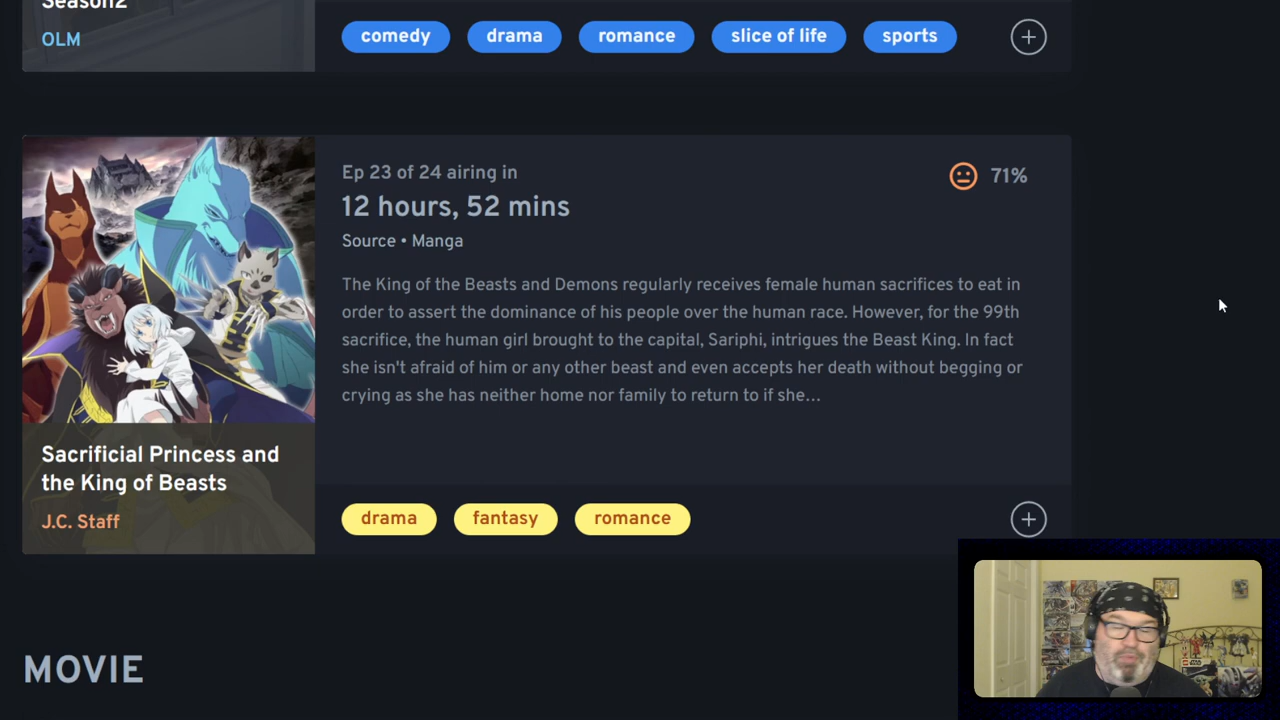 Season2
OLM
comedy
drama
romance
slice of life
sports
Ep 23 of 24 airing in
71%
12 hours, 52 mins
Source • Manga
The King of the Beasts and Demons regularly receives female human sacrifices to eat in
order to assert the dominance of his people over the human race. However, for the 99th
sacrifice, the human girl brought to the capital, Sariphi, intrigues the Beast King. In fact
she isn't afraid of him or any other beast and even accepts her death without begging or
crying as she has neither home nor family to return to if she...
Sacrificial Princess and
the King of Beasts
J.C. Staff
drama
fantasy
romance
MOVIE